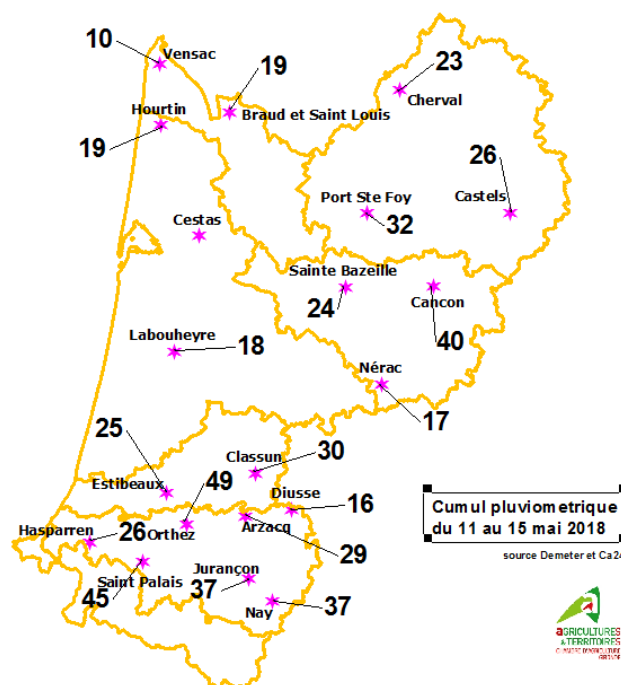 10
Vensac
19
23
Hourtin
Braud et Saint Louis
Cherval
19
26
Port Ste Foy
Castels
32
Cestas
Sainte Bazeille
24
Cancon
40
Labouheyre
18
Nérac
17
25
Classun
30
Estibeaux
49
Diusse
16
Hasparren
26
Orthez
Arzacq
29
Saint Palais
Jurançon
45
37
Nay
37
Cumul pluviometrique
du 11 au 15 mai 2018
source Demeter et Ca24
aGRICULTURES
&TERRITOIRES
CHAMBRE D'AGRICULTURE
GIRONDE